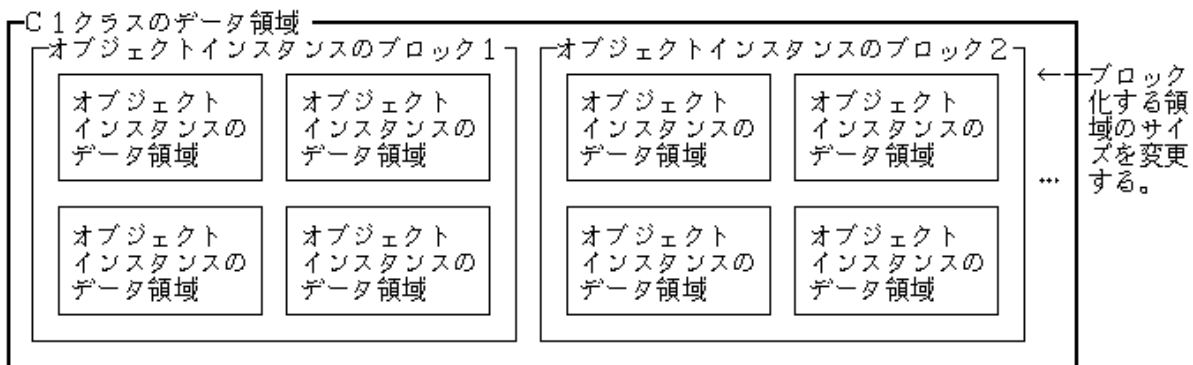 C1クラスのデータ領域
オブジェクトインスタンスのブロック1
オブジェクトインスタンスのブロック2
オブジェクト
インスタンスの
データ領域
オブジェクト
インスタンスの
データ領域
オブジェクト
インスタンスの
データ領域
オブジェクト
インスタンスの
データ領域
←
ブロック
化する領
域のサイ
ズを変更
する。
…
オブジェクト
インスタンスの
データ領域
オブジェクト
インスタンスの
データ領域
オブジェクト
インスタンスの
データ領域
オブジェクト
インスタンスの
データ領域